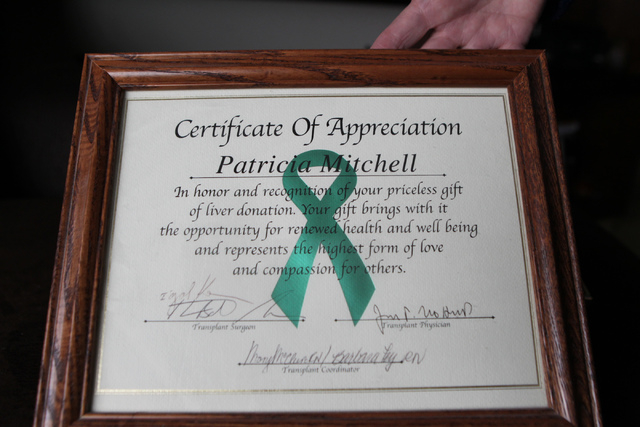 Certificate Of Appreciation
Patricia Mitchell
In honor and recognition of your priceless gift
of liver donation. Your gift brings with it
the opportunity for renewed health and well being
and represents the highest form of love
and compassion for others.
Transplant Surgeon
Transplant Physician
Barbara RN
Transplant Coordinator